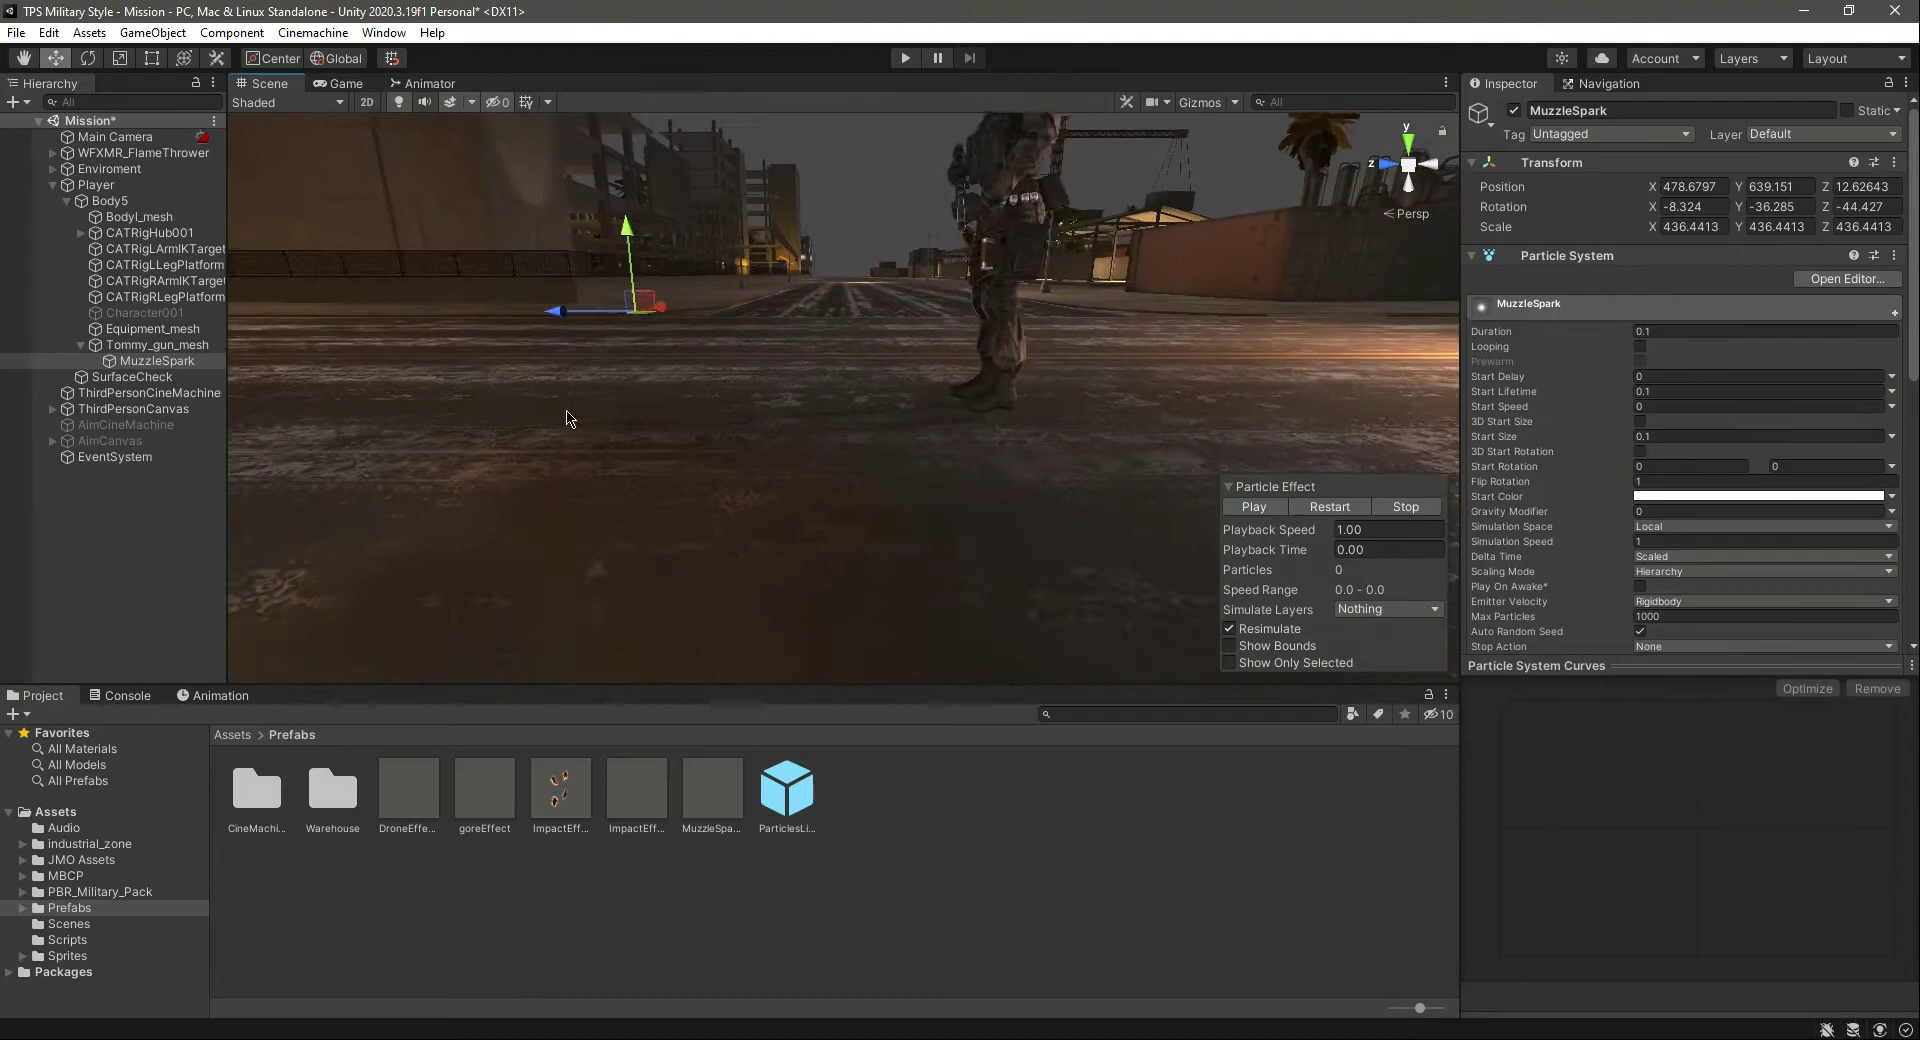 TPS Military Style - Mission - PC, Mac & Linux Standalone - Unity 2020.3.19f1 Personal* <DX11>
File Edit Assets GameObject Component Cinemachine Window Help
Center Global Account Layers Layout
Hierarchy
All
Mission*
Main Camera
WFXMR_FlameThrower
Enviroment
Player
Body5
Bodyl_mesh
CATRigHub001
CATRigLArmIKTarget
CATRigLLegPlatform
CATRigRArmIKTarget
CATRigRLegPlatform
Character001
Equipment_mesh
Tommy_gun_mesh
MuzzleSpark
SurfaceCheck
ThirdPersonCineMachine
ThirdPersonCanvas
AimCineMachine
AimCanvas
EventSystem
Scene Game Animator
Shaded 2D 0 Gizmos All
y
z
< Persp
Particle Effect
Play Restart Stop
Playback Speed 1.00
Playback Time 0.00
Particles 0
Speed Range 0.0 - 0.0
Simulate Layers Nothing
Resimulate
Show Bounds
Show Only Selected
Inspector Navigation
MuzzleSpark Static
Tag Untagged Layer Default
Transform
Position X 478.6797 Y 639.151 Z 12.62643
Rotation X -8.324 Y -36.285 Z -44.427
Scale X 436.4413 Y 436.4413 Z 436.4413
Particle System
Open Editor...
MuzzleSpark
Duration 0.1
Looping
Prewarm
Start Delay 0
Start Lifetime 0.1
Start Speed 0
3D Start Size
Start Size 0.1
3D Start Rotation
Start Rotation 0 0
Flip Rotation 1
Start Color
Gravity Modifier 0
Simulation Space Local
Simulation Speed 1
Delta Time Scaled
Scaling Mode Hierarchy
Play On Awake*
Emitter Velocity Rigidbody
Max Particles 1000
Auto Random Seed
Stop Action None
Particle System Curves
Optimize Remove
Project Console Animation
10
Favorites
All Materials
All Models
All Prefabs
Assets
Audio
industrial_zone
JMO Assets
MBCP
PBR_Military_Pack
Prefabs
Scenes
Scripts
Sprites
Packages
Assets > Prefabs
CineMachi... Warehouse DroneEffe... goreEffect ImpactEff... ImpactEff... MuzzleSpa... ParticlesLi...